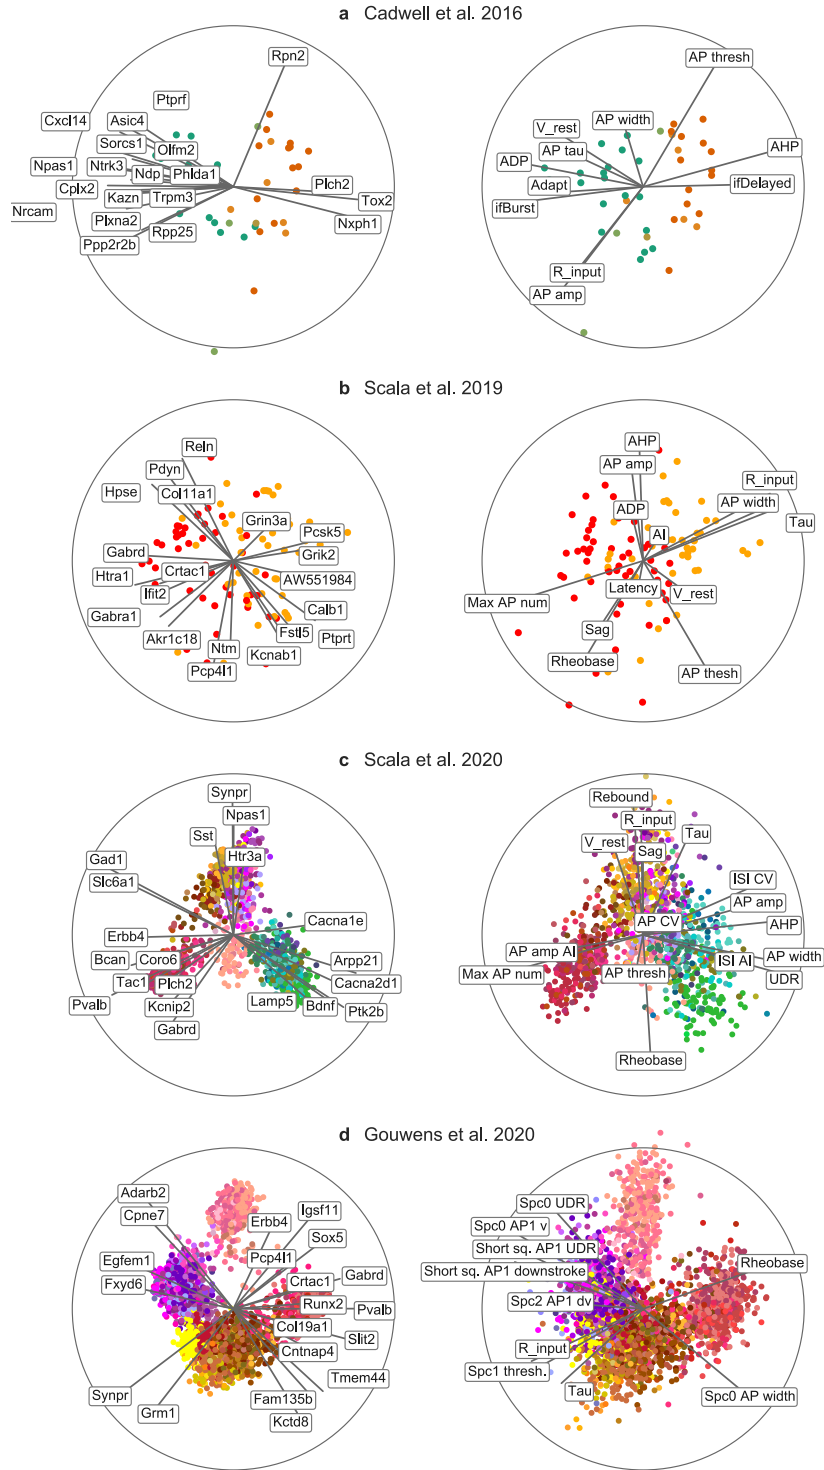 a Cadwell et al. 2016
Rpn2
Ptprf
Cxcl14
Asic4
Sorcs1
Olfm2
Npas1
Ntrk3
Ndp
Phlda1
Cplx2
Kazn
Trpm3
Plch2
Tox2
Nrcam
Plxna2
Nxph1
Ppp2r2b
Rpp25
AP thresh
AP width
V_rest
AP tau
AHP
ADP
Adapt
ifDelayed
ifBurst
R_input
AP amp
b Scala et al. 2019
Reln
Pdyn
Hpse
Col11a1
Grin3a
Pcsk5
Gabrd
Grik2
Htra1
Crtac1
AW551984
Ifit2
Gabra1
Calb1
Akr1c18
Fstl5
Ptprt
Ntm
Kcnab1
Pcp4l1
AHP
AP amp
R_input
AP width
ADP
Tau
AI
Max AP num
Latency
V_rest
Sag
Rheobase
AP thesh
c Scala et al. 2020
Synpr
Npas1
Sst
Htr3a
Gad1
Slc6a1
Cacna1e
Erbb4
Bcan
Coro6
Arpp21
Tac1
Plch2
Cacna2d1
Pvalb
Kcnip2
Lamp5
Bdnf
Ptk2b
Gabrd
Rebound
R_input
V_rest
Sag
Tau
ISI CV
AP amp
AP CV
AHP
AP amp AI
AP width
ISI AI
Max AP num
AP thresh
UDR
Rheobase
d Gouwens et al. 2020
Adarb2
Cpne7
Erbb4
Igsf11
Sox5
Egfem1
Pcp4l1
Fxyd6
Crtac1
Gabrd
Runx2
Pvalb
Col19a1
Slit2
Cntnap4
Tmem44
Synpr
Fam135b
Grm1
Kctd8
Spc0 UDR
Spc0 AP1 v
Short sq. AP1 UDR
Short sq. AP1 downstroke
Rheobase
Spc2 AP1 dv
R_input
Spc1 thresh.
Tau
Spc0 AP width